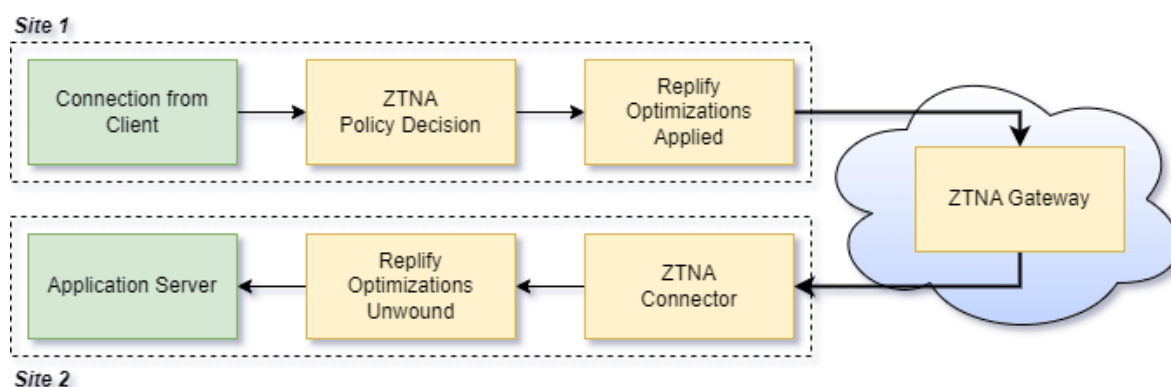 Site 1
Connection from
Client
ZTNA
Policy Decision
Replify
Optimizations
Applied
ZTNA Gateway
Application Server
Replify
Optimizations
Unwound
ZTNA
Connector
Site 2